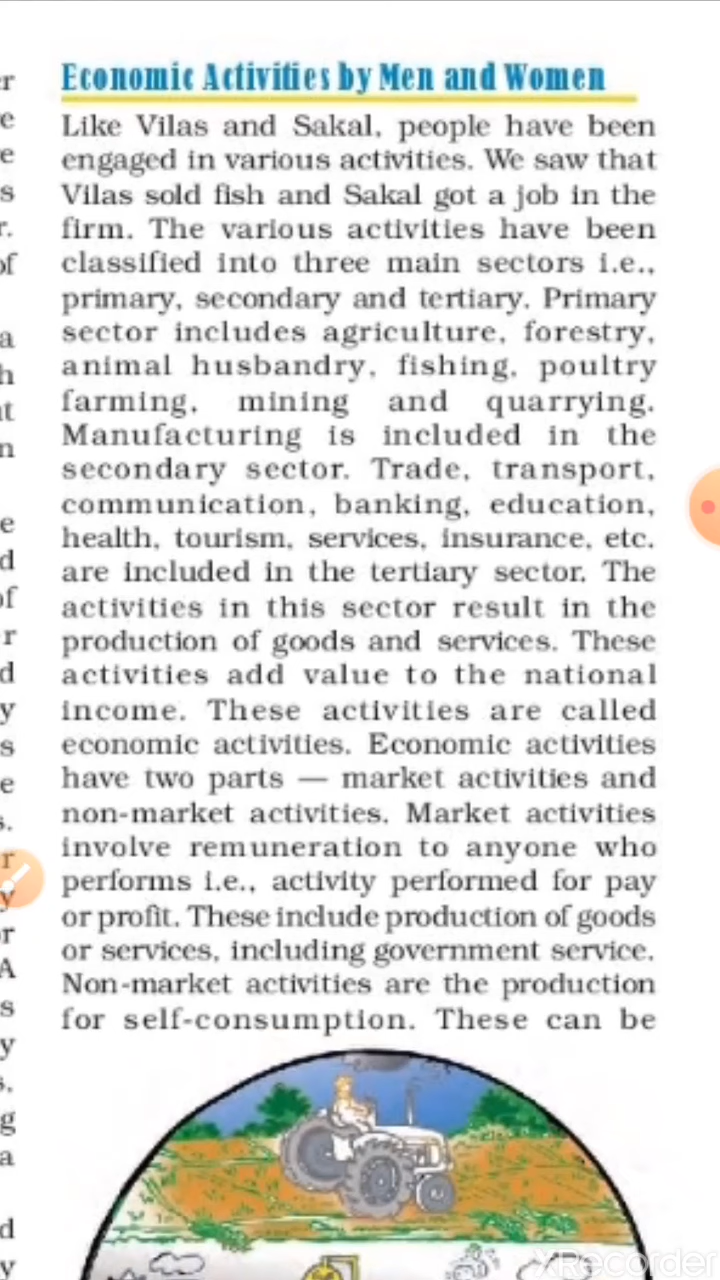 Economic Activities by Men and Women
Like Vilas and Sakal, people have been
engaged in various activities. We saw that
Vilas sold fish and Sakal got a job in the
firm. The various activities have been
classified into three main sectors i.e.,
primary, secondary and tertiary. Primary
sector includes agriculture, forestry,
animal husbandry, fishing, poultry
farming, mining and quarrying.
Manufacturing is included in the
secondary sector. Trade, transport,
communication, banking, education,
health, tourism, services, insurance, etc.
are included in the tertiary sector. The
activities in this sector result in the
production of goods and services. These
activities add value to the national
income. These activities are called
economic activities. Economic activities
have two parts — market activities and
non-market activities. Market activities
involve remuneration to anyone who
performs i.e., activity performed for pay
or profit. These include production of goods
or services, including government service.
Non-market activities are the production
for self-consumption. These can be
XRecorder